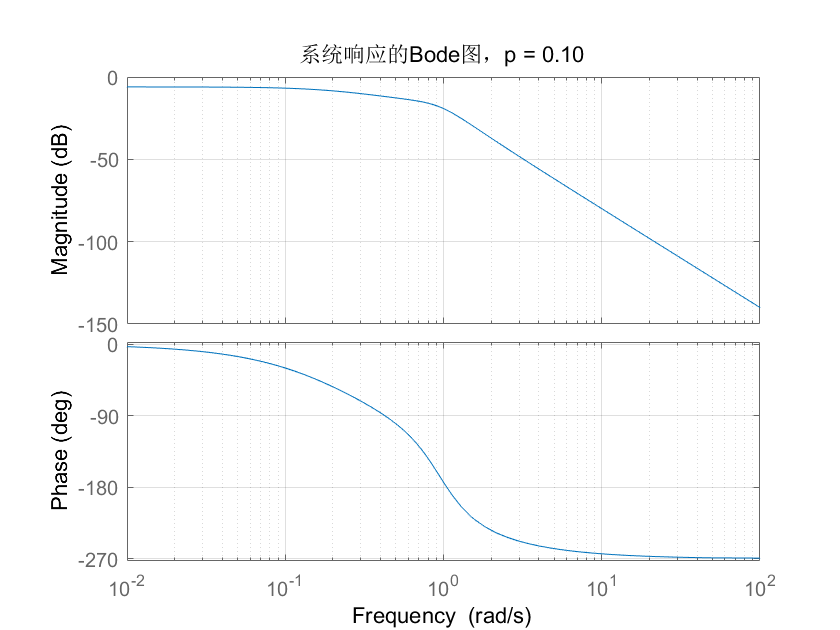 系统响应的Bode图，p = 0.10
Magnitude (dB)
0
-50
-100
-150
Phase (deg)
0
-90
-180
-270
10-2 10-1 100 101 102
Frequency (rad/s)